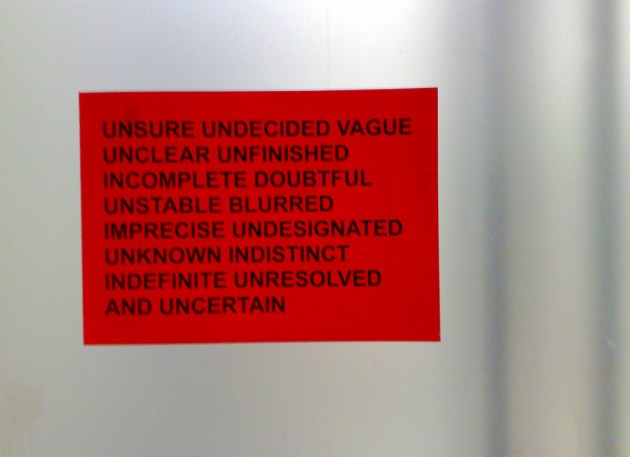 UNSURE UNDECIDED VAGUE
UNCLEAR UNFINISHED
INCOMPLETE DOUBTFUL
UNSTABLE BLURRED
IMPRECISE UNDESIGNATED
UNKNOWN INDISTINCT
INDEFINITE UNRESOLVED
AND UNCERTAIN